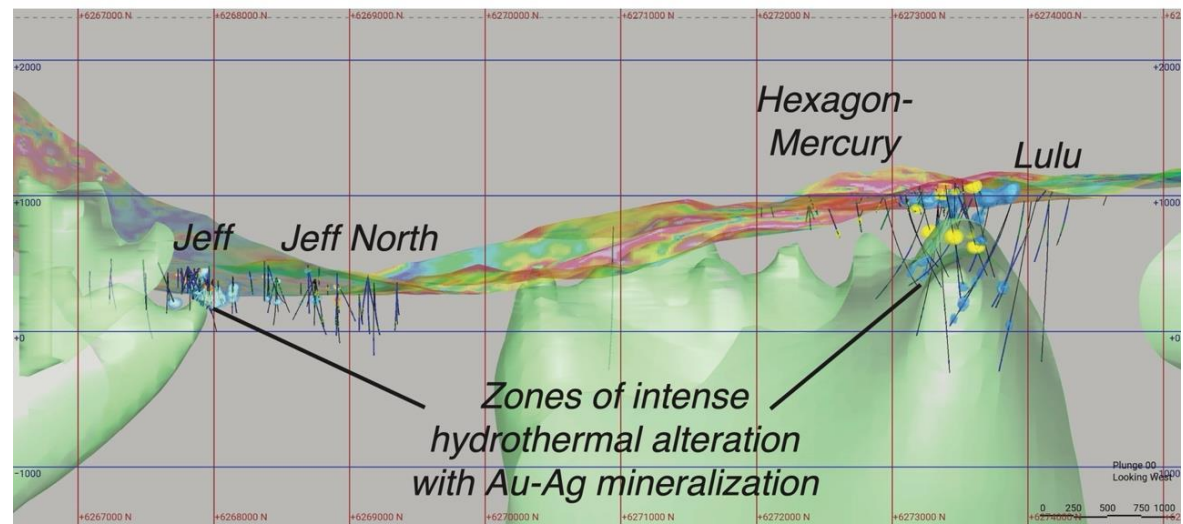 +6267000 N +6268000 N +6269000 N +6270000 N +6271000 N +6272000 N +6273000 N +6274000 N
+2000 +2000
Hexagon-
Mercury
Lulu
+1000 +1000
Jeff Jeff North
+0 +0
Zones of intense
hydrothermal alteration
with Au-Ag mineralization
-1000
Plunge 00
Looking West
0 250 500 750 1000
+6267000 N +6268000 N +6269000 N +6270000 N +6271000 N +6272000 N +6273000 N +6274000 N